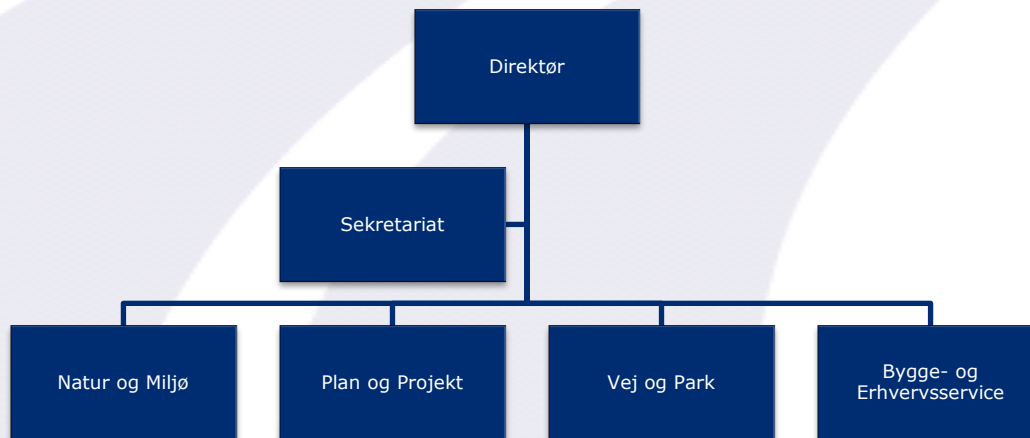 Direktør
Sekretariat
Natur og Miljø
Plan og Projekt
Vej og Park
Bygge- og
Erhvervsservice